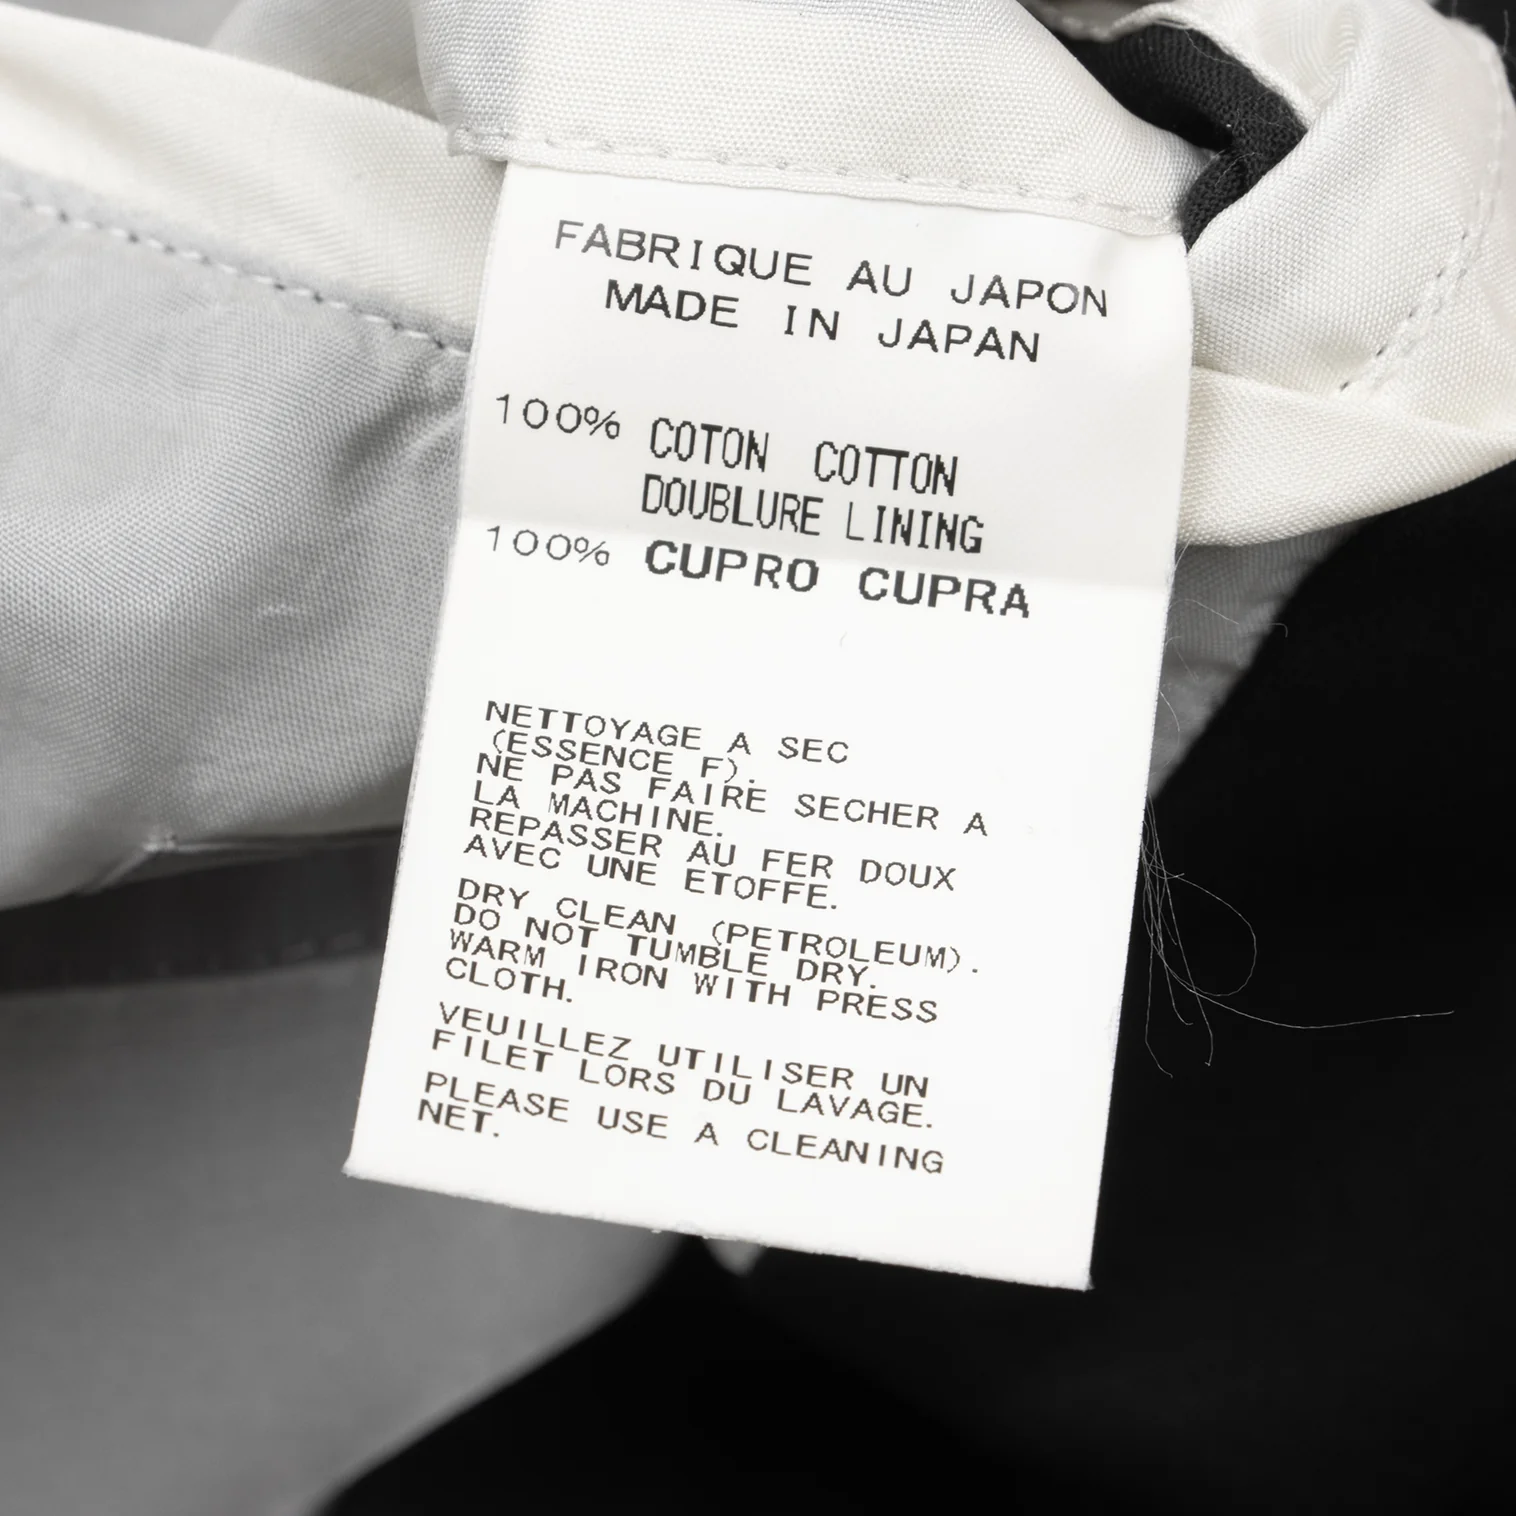 FABRIQUE AU JAPON
MADE IN JAPAN
100% COTON COTTON
DOUBLURE LINING
100% CUPRO CUPRA
NETTOYAGE A SEC
(ESSENCE F).
NE PAS FAIRE SECHER A
LA MACHINE.
REPASSER AU FER DOUX
AVEC UNE ETOFFE.
DRY CLEAN (PETROLEUM).
DO NOT TUMBLE DRY.
WARM IRON WITH PRESS
CLOTH.
VEUILLEZ UTILISER UN
FILET LORS DU LAVAGE.
PLEASE USE A CLEANING
NET.